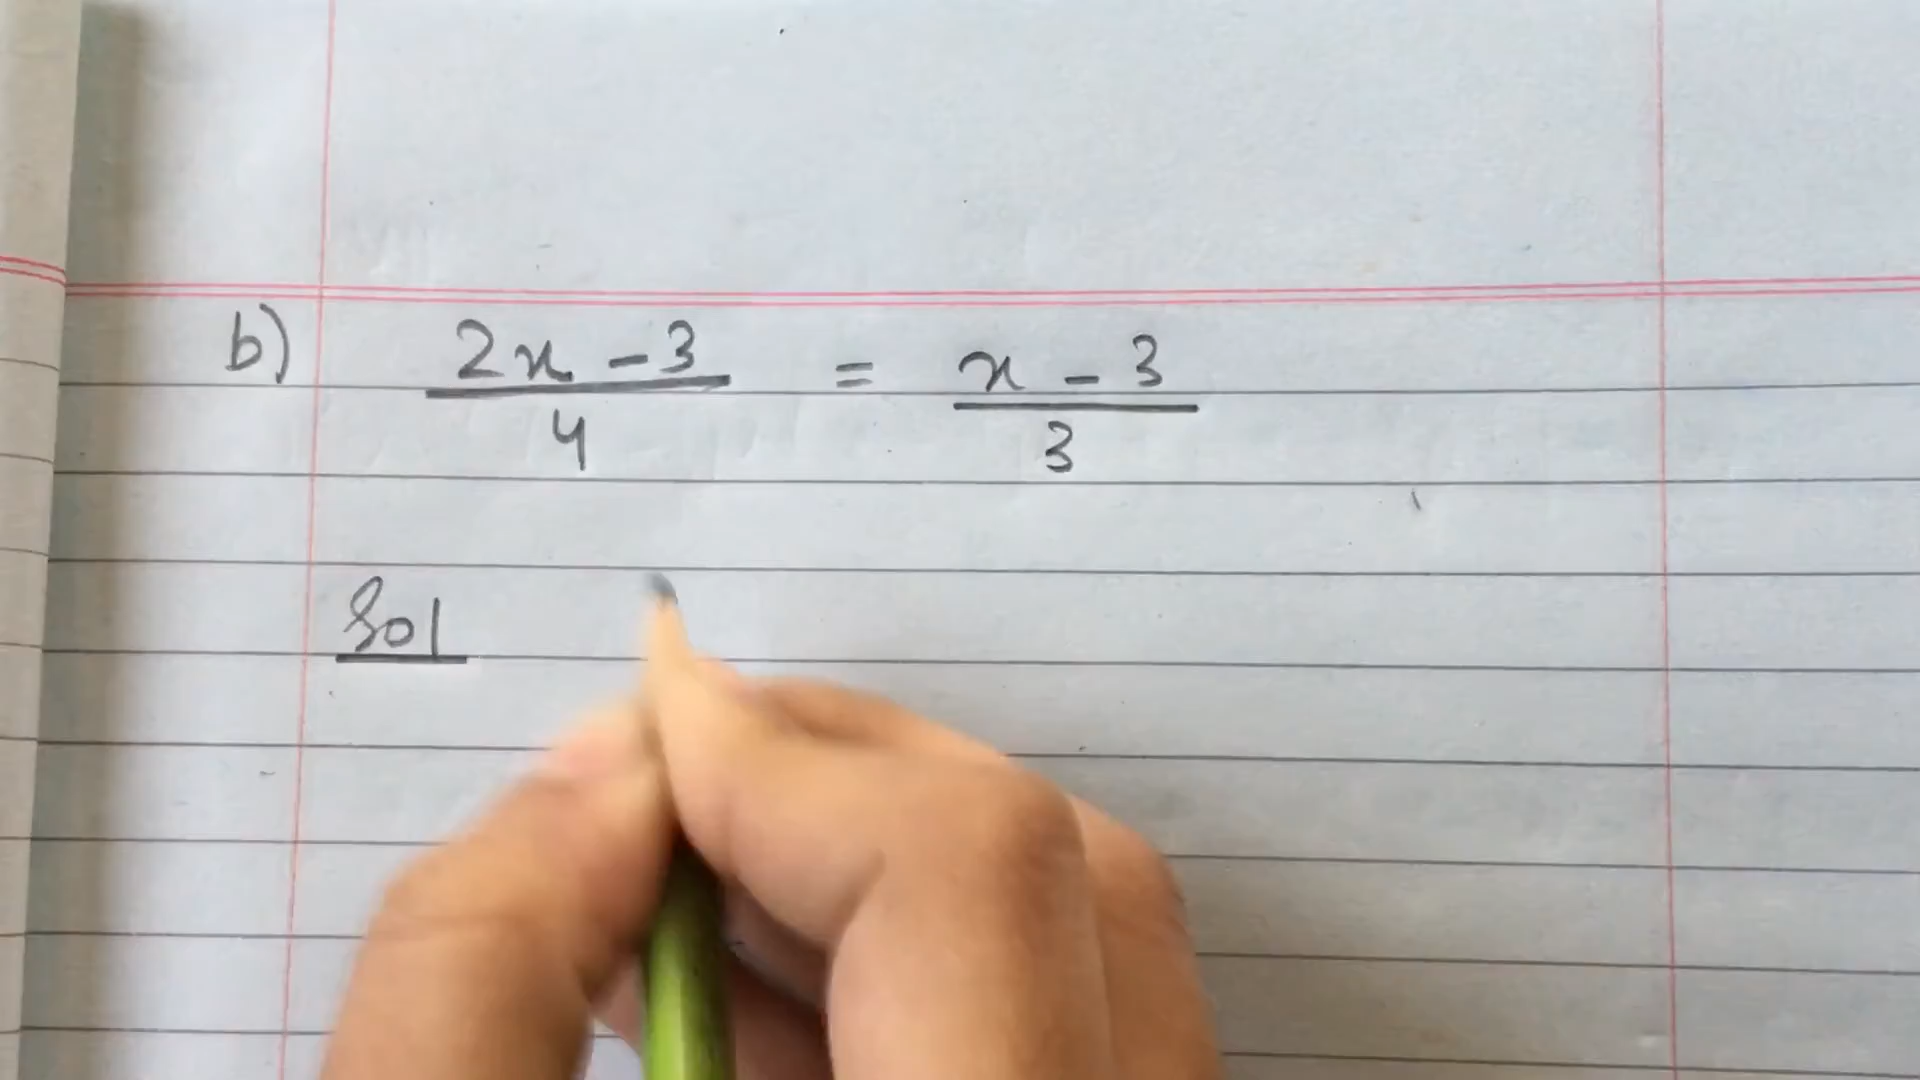 b) (2x - 3)/4 = (x - 3)/3
Sol